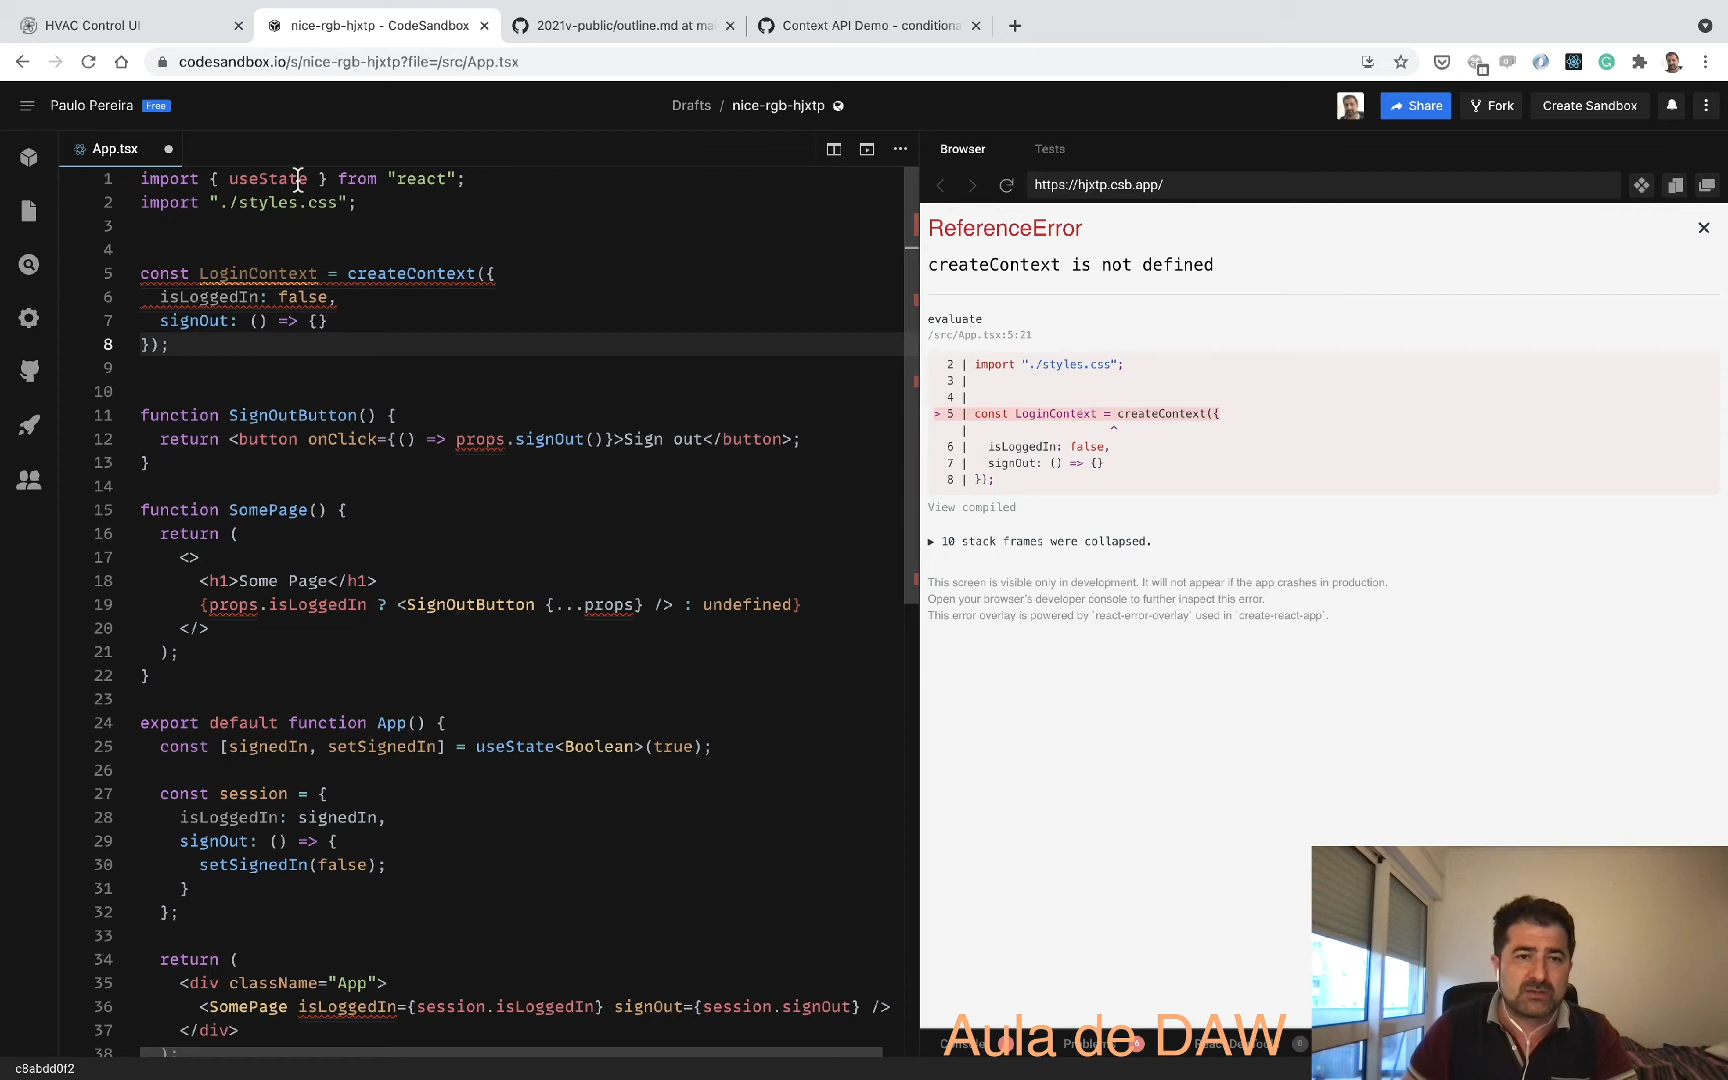 HVAC Control UI
nice-rgb-hjxtp - CodeSandbox
2021v-public/outline.md at ma
Context API Demo - conditiona
codesandbox.io/s/nice-rgb-hjxtp?file=/src/App.tsx
Paulo Pereira Free
Drafts / nice-rgb-hjxtp
Share
Fork
Create Sandbox
App.tsx
Browser
Tests
https://hjxtp.csb.app/
1 import { useState } from "react";
2 import "./styles.css";
3
4
5 const LoginContext = createContext({
6 isLoggedIn: false,
7 signOut: () => {}
8 });
9
10
11 function SignOutButton() {
12 return <button onClick={() => props.signOut()}>Sign out</button>;
13 }
14
15 function SomePage() {
16 return (
17 <>
18 <h1>Some Page</h1>
19 {props.isLoggedIn ? <SignOutButton {...props} /> : undefined}
20 </>
21 );
22 }
23
24 export default function App() {
25 const [signedIn, setSignedIn] = useState<Boolean>(true);
26
27 const session = {
28 isLoggedIn: signedIn,
29 signOut: () => {
30 setSignedIn(false);
31 }
32 };
33
34 return (
35 <div className="App">
36 <SomePage isLoggedIn={session.isLoggedIn} signOut={session.signOut} />
37 </div>
38 );
ReferenceError
createContext is not defined
evaluate
/src/App.tsx:5:21
2 | import "./styles.css";
3 |
4 |
> 5 | const LoginContext = createContext({
| ^
6 | isLoggedIn: false,
7 | signOut: () => {}
8 | });
View compiled
▶ 10 stack frames were collapsed.
This screen is visible only in development. It will not appear if the app crashes in production.
Open your browser's developer console to further inspect this error.
This error overlay is powered by `react-error-overlay` used in `create-react-app`.
Aula de DAW
0
c8abdd0f2